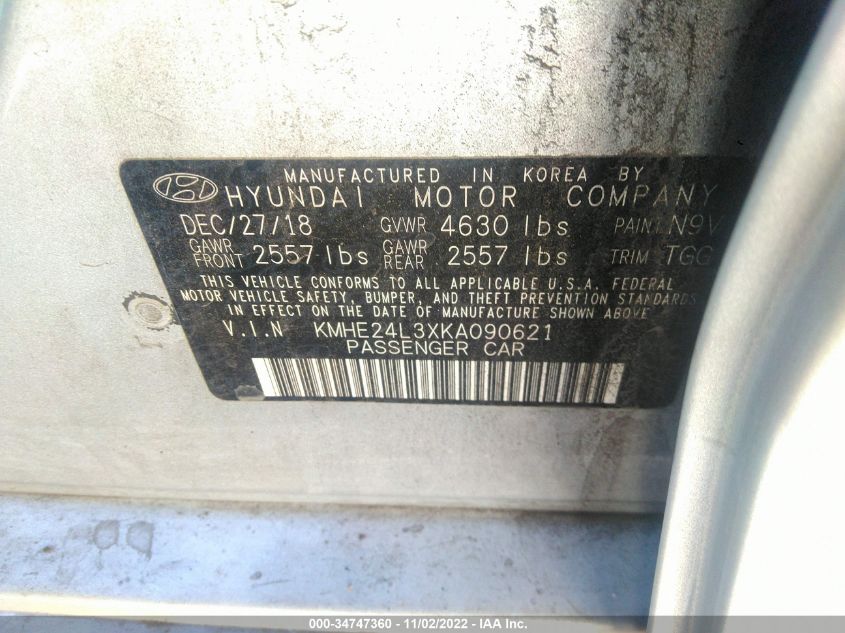 MANUFACTURED IN KOREA BY
HYUNDAI MOTOR COMPANY
DEC/27/18 GVWR 4630 lbs PAINT N9V
GAWR FRONT 2557 lbs GAWR REAR 2557 lbs TRIM TGG
THIS VEHICLE CONFORMS TO ALL APPLICABLE U.S.A. FEDERAL
MOTOR VEHICLE SAFETY, BUMPER, AND THEFT PREVENTION STANDARDS
IN EFFECT ON THE DATE OF MANUFACTURE SHOWN ABOVE
V.I.N KMHE24L3XKA090621
PASSENGER CAR
000-34747360 - 11/02/2022 - IAA Inc.